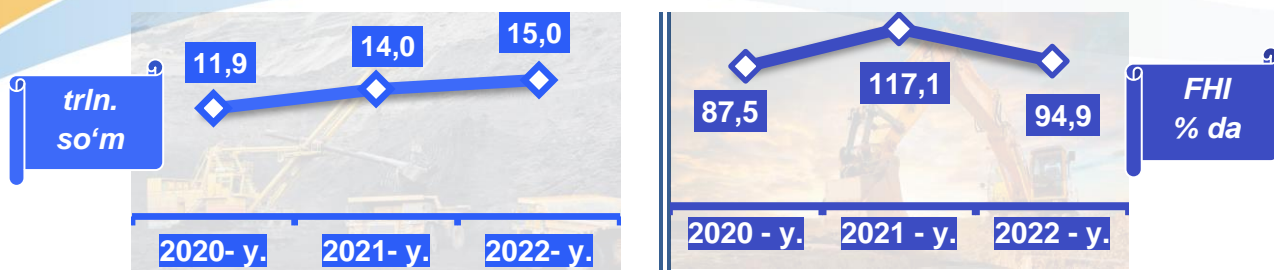 trln.
so‘m
11,9
14,0
15,0
2020- y.
2021- y.
2022- y.
87,5
117,1
94,9
2020 - y.
2021 - y.
2022 - y.
FHI
% da